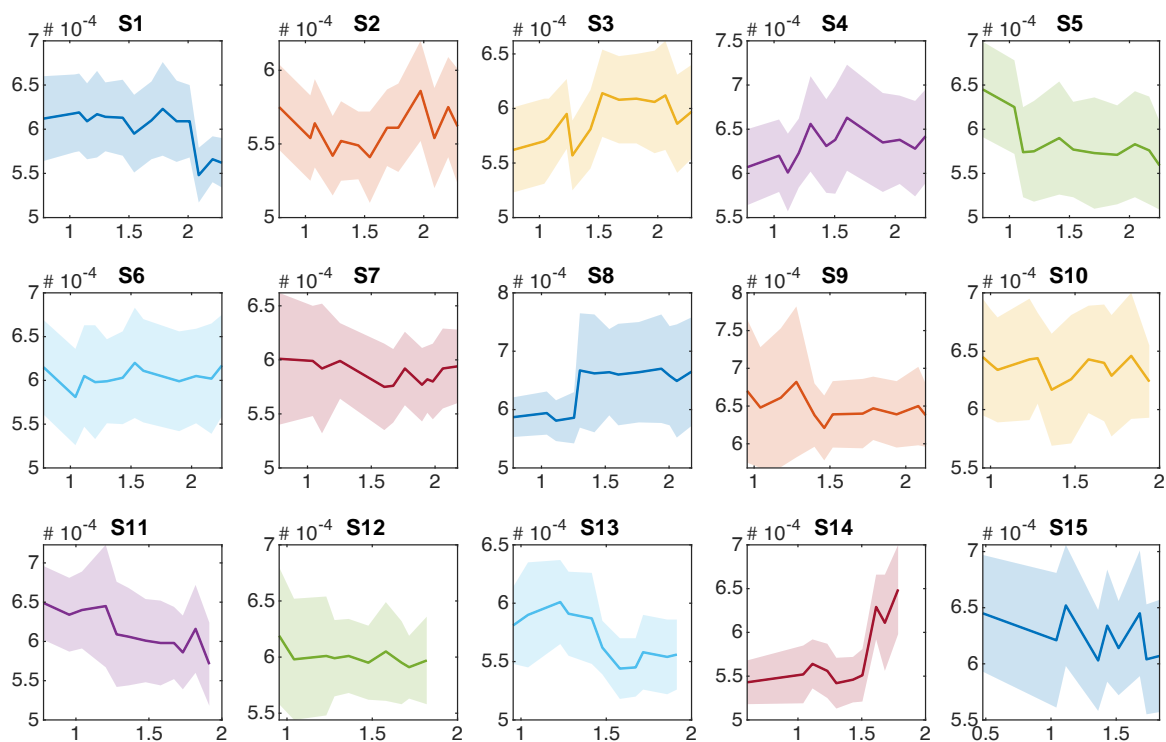 # 10^-4 S1 # 10^-4 S2 # 10^-4 S3 # 10^-4 S4 # 10^-4 S5
7 6 6 7.5 7
6.5 5.5 5.5 7 6.5
6 5 5 6.5 6
5.5 6 5.5
5 5.5 5
1 1.5 2 1 1.5 2 1 1.5 2 1 1.5 2 1 1.5 2
# 10^-4 S6 # 10^-4 S7 # 10^-4 S8 # 10^-4 S9 # 10^-4 S10
7 6.5 8 8 7
6.5 6 7 7.5 6.5
6 5.5 6 7 6
5.5 5 5 6.5 5.5
5 6
1 1.5 2 1 1.5 2 1 1.5 2 1 1.5 2 1 1.5 2
# 10^-4 S11 # 10^-4 S12 # 10^-4 S13 # 10^-4 S14 # 10^-4 S15
7 7 6.5 7 7
6.5 6.5 6 6.5 6.5
6 6 5.5 6 6
5.5 5.5 5 5.5 5.5
5 5 5
1 1.5 2 1 1.5 2 1 1.5 2 1 1.5 2 0.5 1 1.5